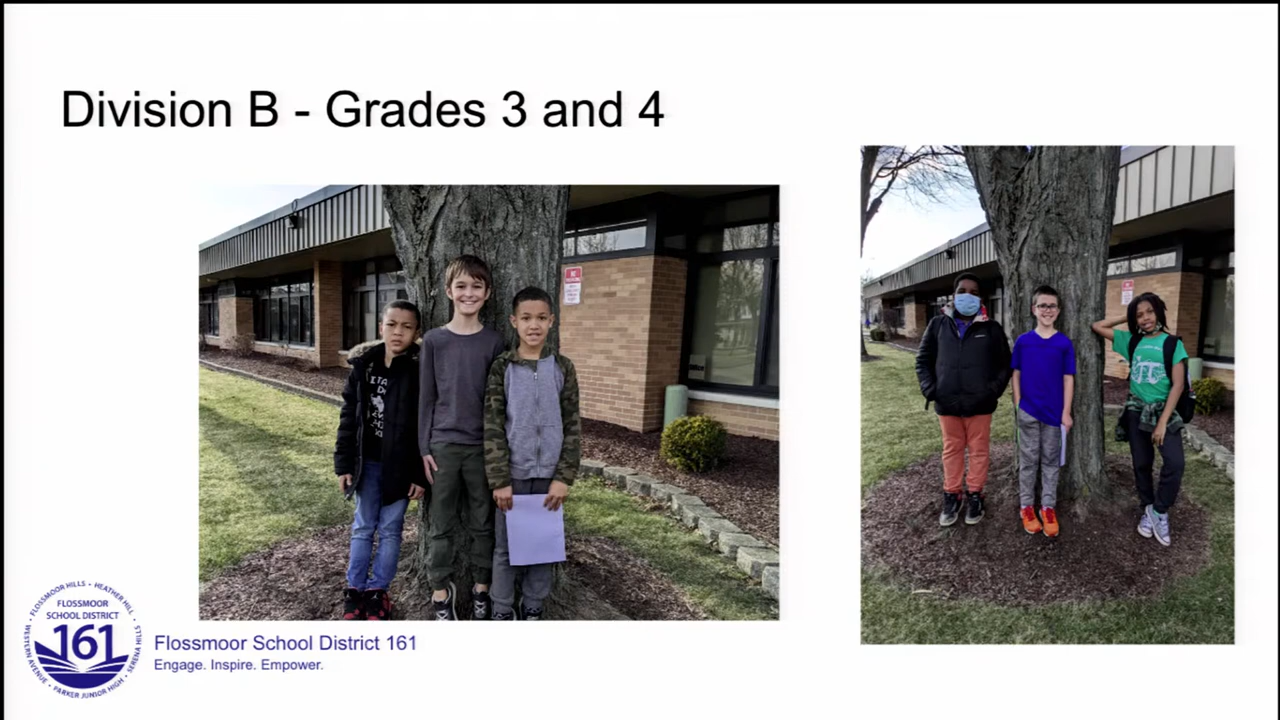 Division B - Grades 3 and 4
FLOSSMOOR HILLS • HEATHER HILL • SERENA HILLS • PARKER JUNIOR HIGH • WESTERN AVENUE •
FLOSSMOOR
SCHOOL DISTRICT
161
Flossmoor School District 161
Engage. Inspire. Empower.